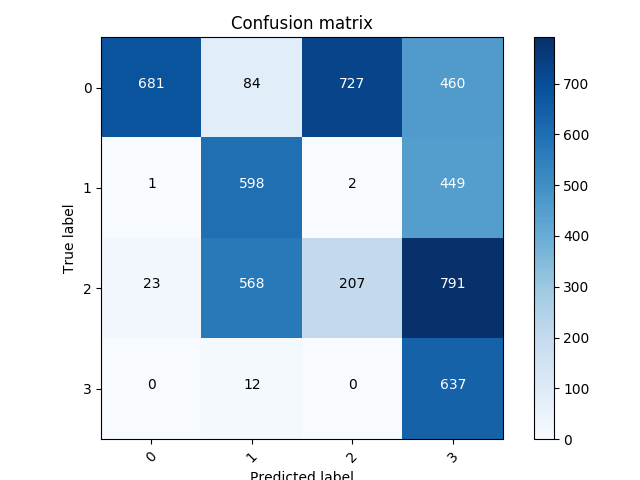 Confusion matrix
0 681 84 727 460
1 1 598 2 449
2 23 568 207 791
3 0 12 0 637
0 1 2 3
True label
Predicted label
700
600
500
400
300
200
100
0